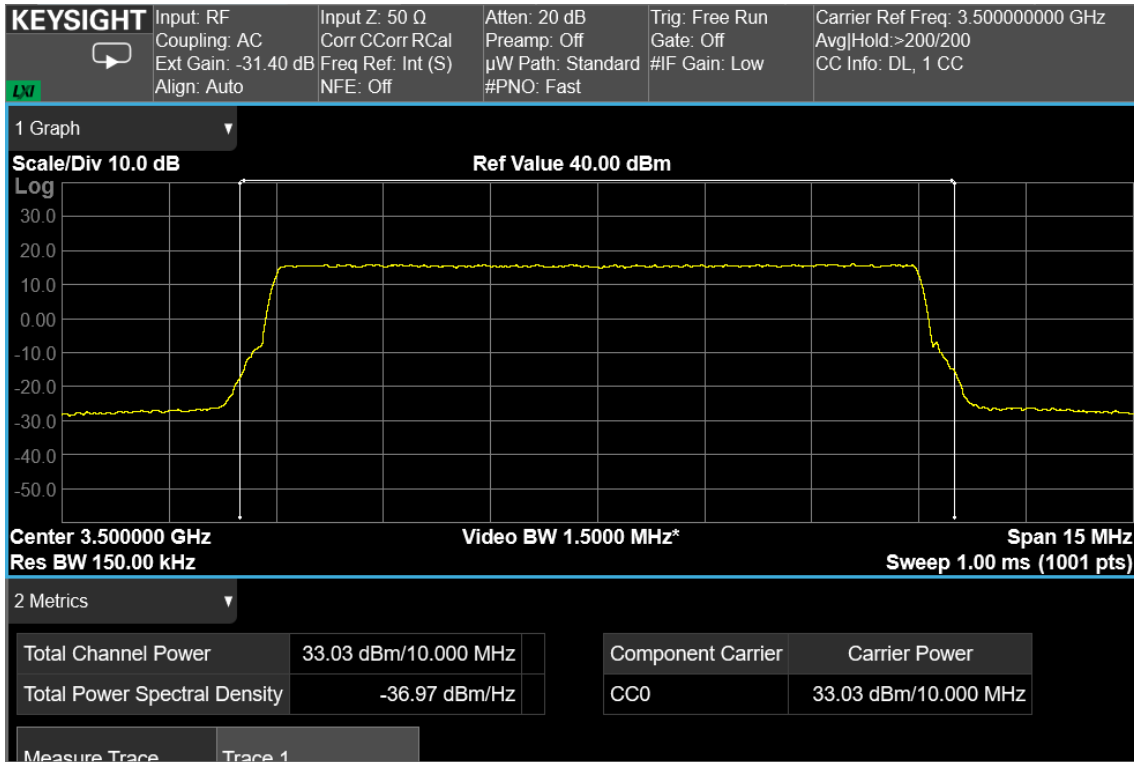 KEYSIGHT Input: RF Input Z: 50 Ω Atten: 20 dB Trig: Free Run Carrier Ref Freq: 3.500000000 GHz
Coupling: AC Corr CCorr RCal Preamp: Off Gate: Off Avg|Hold:>200/200
Ext Gain: -31.40 dB Freq Ref: Int (S) µW Path: Standard #IF Gain: Low CC Info: DL, 1 CC
LXI Align: Auto NFE: Off #PNO: Fast
1 Graph
Scale/Div 10.0 dB Ref Value 40.00 dBm
Log
30.0
20.0
10.0
0.00
-10.0
-20.0
-30.0
-40.0
-50.0
Center 3.500000 GHz Video BW 1.5000 MHz* Span 15 MHz
Res BW 150.00 kHz Sweep 1.00 ms (1001 pts)
2 Metrics
Total Channel Power 33.03 dBm/10.000 MHz Component Carrier Carrier Power
Total Power Spectral Density -36.97 dBm/Hz CC0 33.03 dBm/10.000 MHz
Measure Trace Trace 1